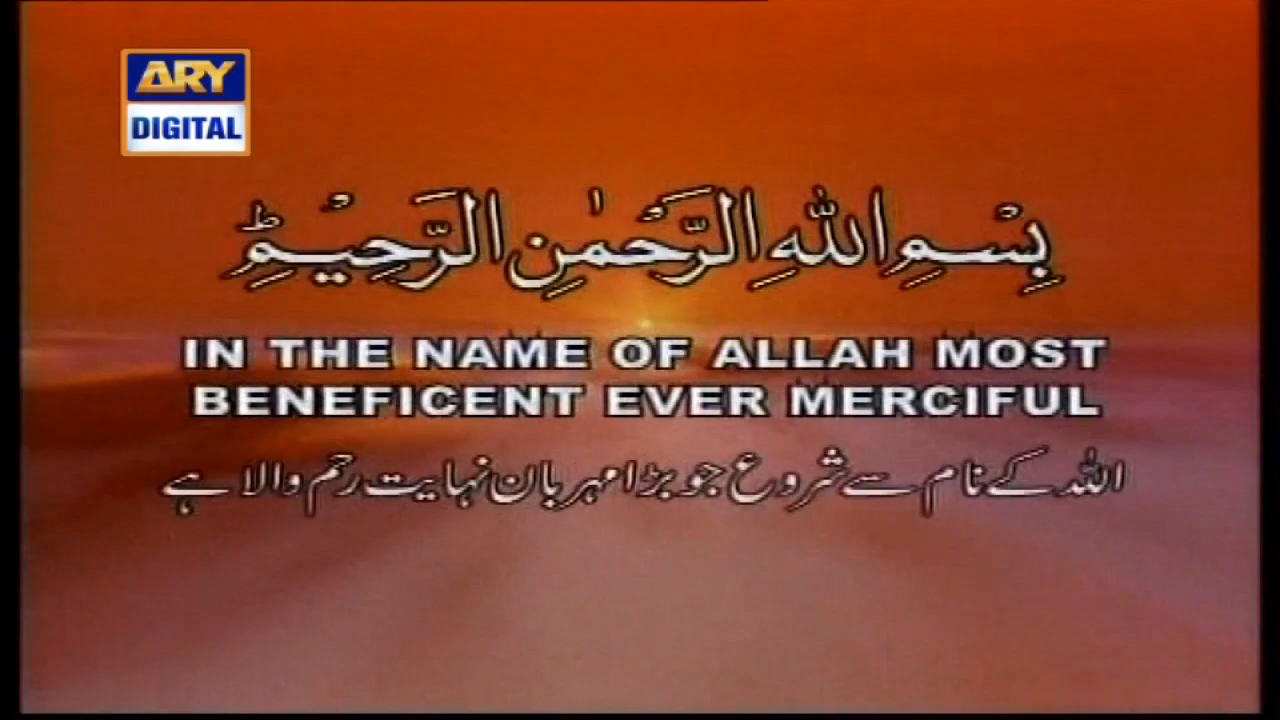 ARY
DIGITAL
بِسْمِ اللّٰهِ الرَّحْمٰنِ الرَّحِيْمِ ؕ
IN THE NAME OF ALLAH MOST
BENEFICENT EVER MERCIFUL
اللہ کے نام سے شروع جو بڑا مہربان نہایت رحم والا ہے